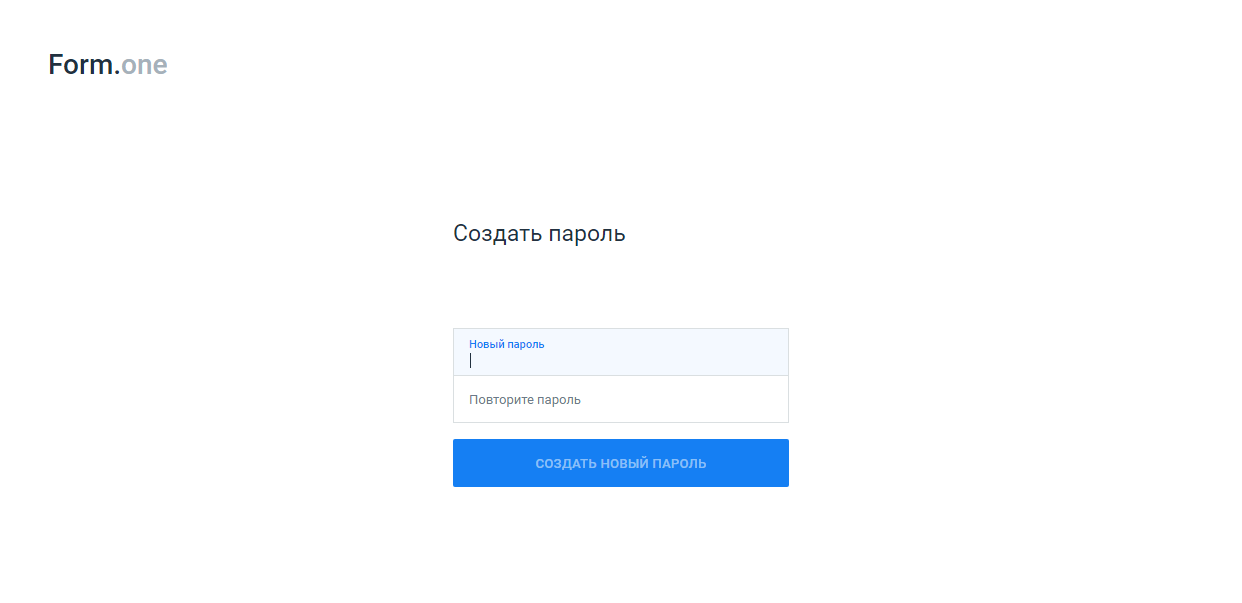 Form.one
Создать пароль
Новый пароль
Повторите пароль
СОЗДАТЬ НОВЫЙ ПАРОЛЬ